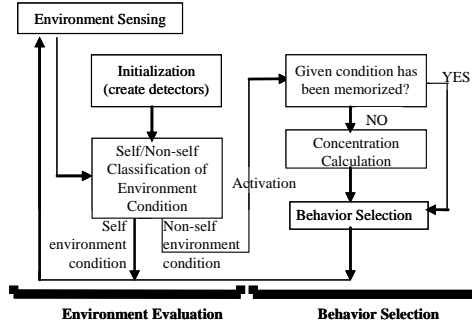 Environment Sensing
Initialization
(create detectors)
Given condition has
been memorized?
YES
NO
Self/Non-self
Classification of
Environment
Condition
Concentration
Calculation
Activation
Behavior Selection
Self
environment
condition
Non-self
environment
condition
Environment Evaluation
Behavior Selection